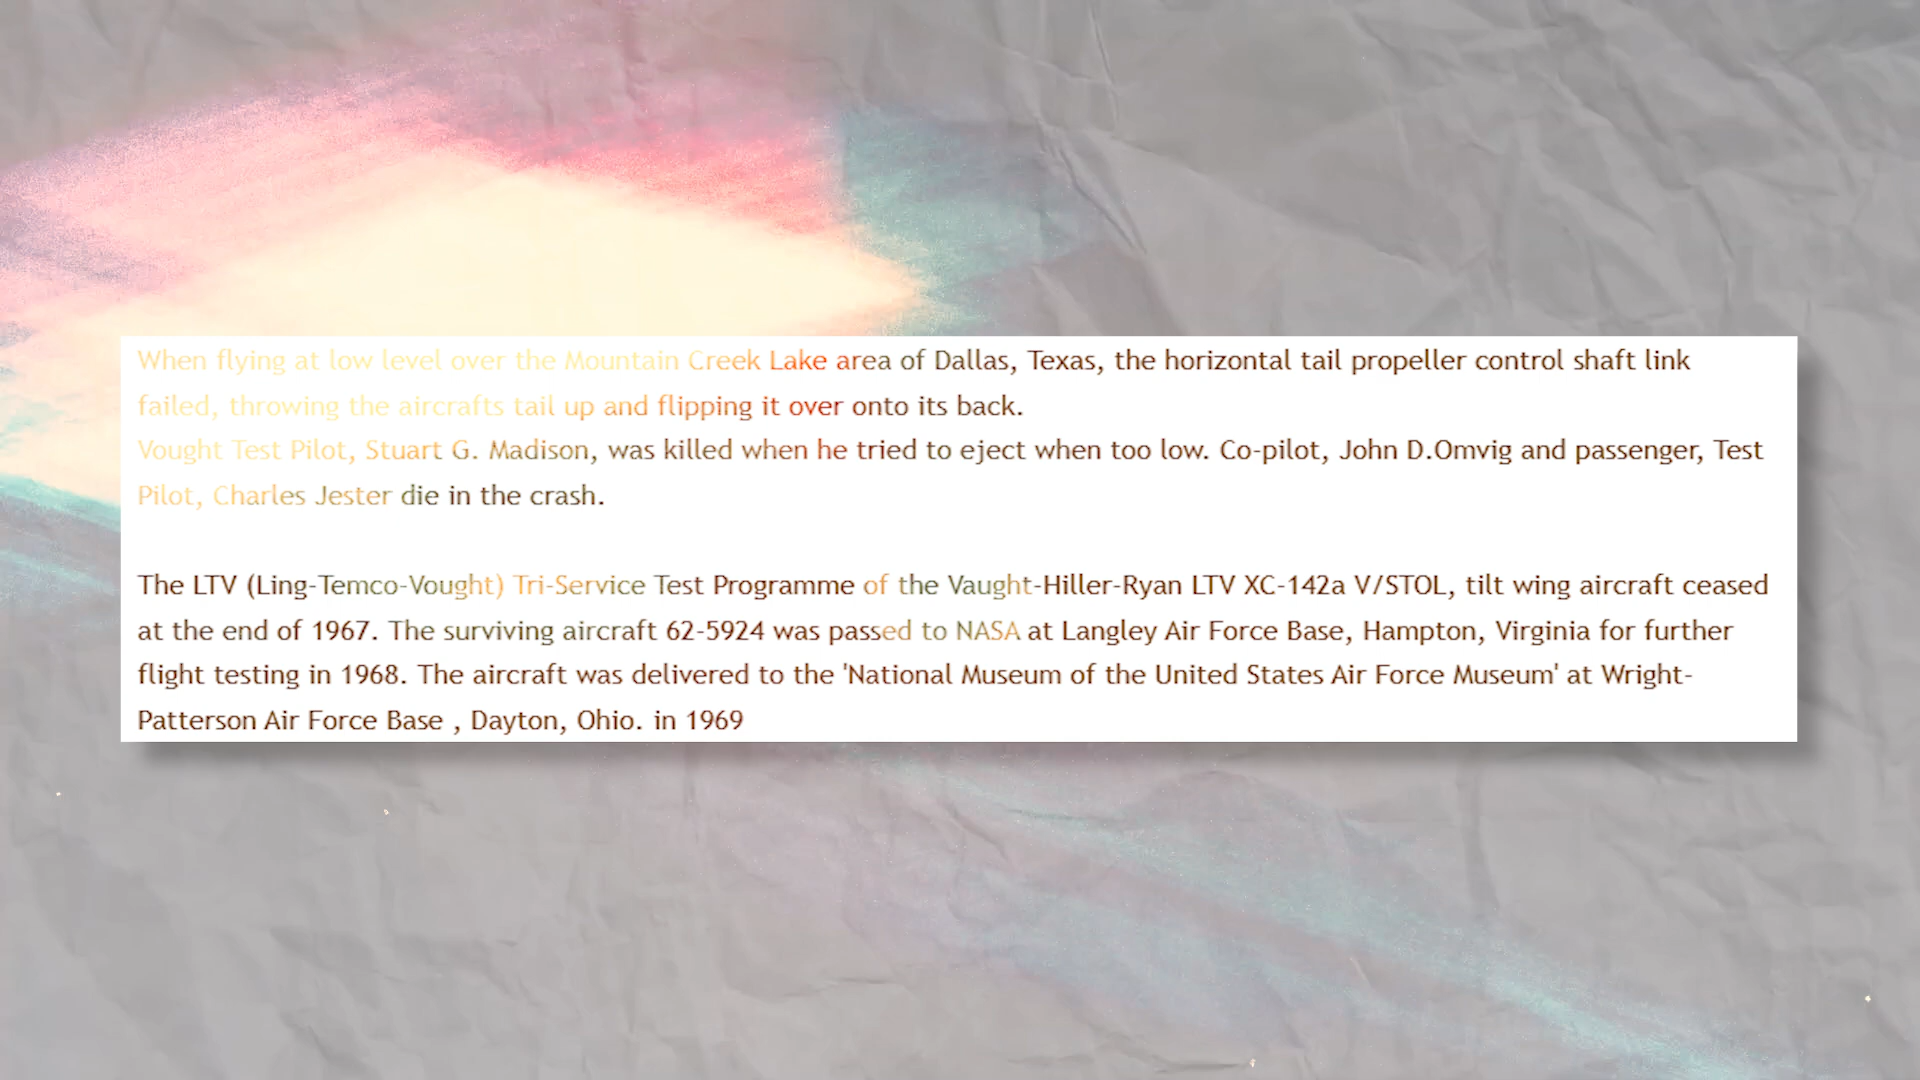 When flying at low level over the Mountain Creek Lake area of Dallas, Texas, the horizontal tail propeller control shaft link
failed, throwing the aircrafts tail up and flipping it over onto its back.
Vought Test Pilot, Stuart G. Madison, was killed when he tried to eject when too low. Co-pilot, John D.Omvig and passenger, Test
Pilot, Charles Jester die in the crash.
The LTV (Ling-Temco-Vought) Tri-Service Test Programme of the Vaught-Hiller-Ryan LTV XC-142a V/STOL, tilt wing aircraft ceased
at the end of 1967. The surviving aircraft 62-5924 was passed to NASA at Langley Air Force Base, Hampton, Virginia for further
flight testing in 1968. The aircraft was delivered to the 'National Museum of the United States Air Force Museum' at Wright-
Patterson Air Force Base , Dayton, Ohio. in 1969